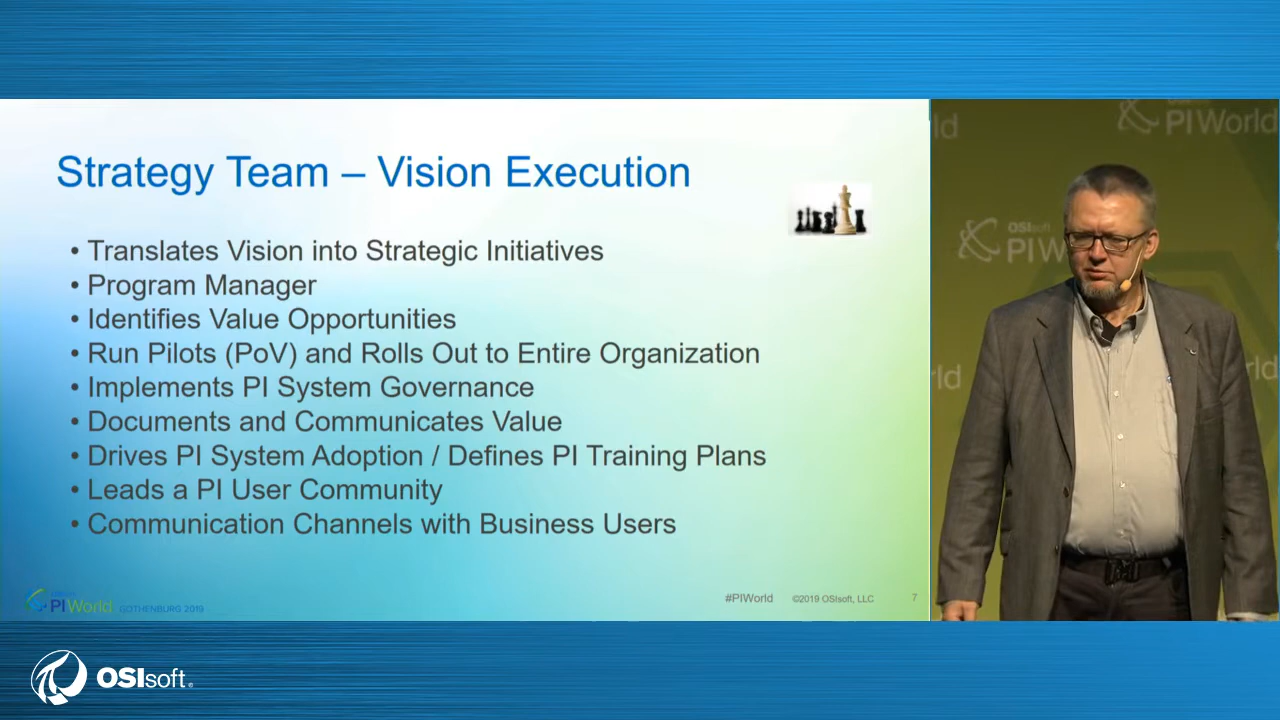 Strategy Team – Vision Execution
• Translates Vision into Strategic Initiatives
• Program Manager
• Identifies Value Opportunities
• Run Pilots (PoV) and Rolls Out to Entire Organization
• Implements PI System Governance
• Documents and Communicates Value
• Drives PI System Adoption / Defines PI Training Plans
• Leads a PI User Community
• Communication Channels with Business Users
PI World GOTHENBURG 2019
#PIWorld ©2019 OSIsoft, LLC 7
ld
PI World
OSIsoft
PI W
rld
rld
OSIsoft®